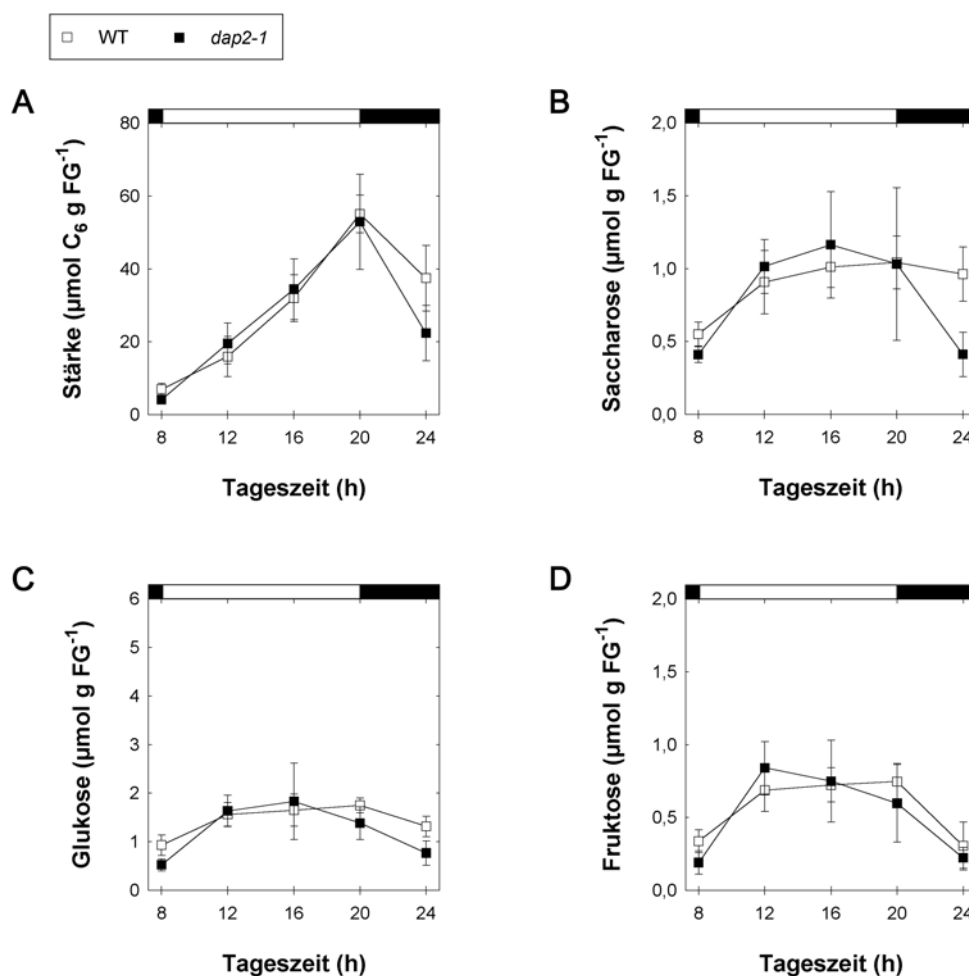 WT dap2-1
A
Stärke (µmol C6 g FG-1)
80
60
40
20
0
8 12 16 20 24
Tageszeit (h)
B
Saccharose (µmol g FG-1)
2,0
1,5
1,0
0,5
0,0
8 12 16 20 24
Tageszeit (h)
C
Glukose (µmol g FG-1)
6
5
4
3
2
1
0
8 12 16 20 24
Tageszeit (h)
D
Fruktose (µmol g FG-1)
2,0
1,5
1,0
0,5
0,0
8 12 16 20 24
Tageszeit (h)